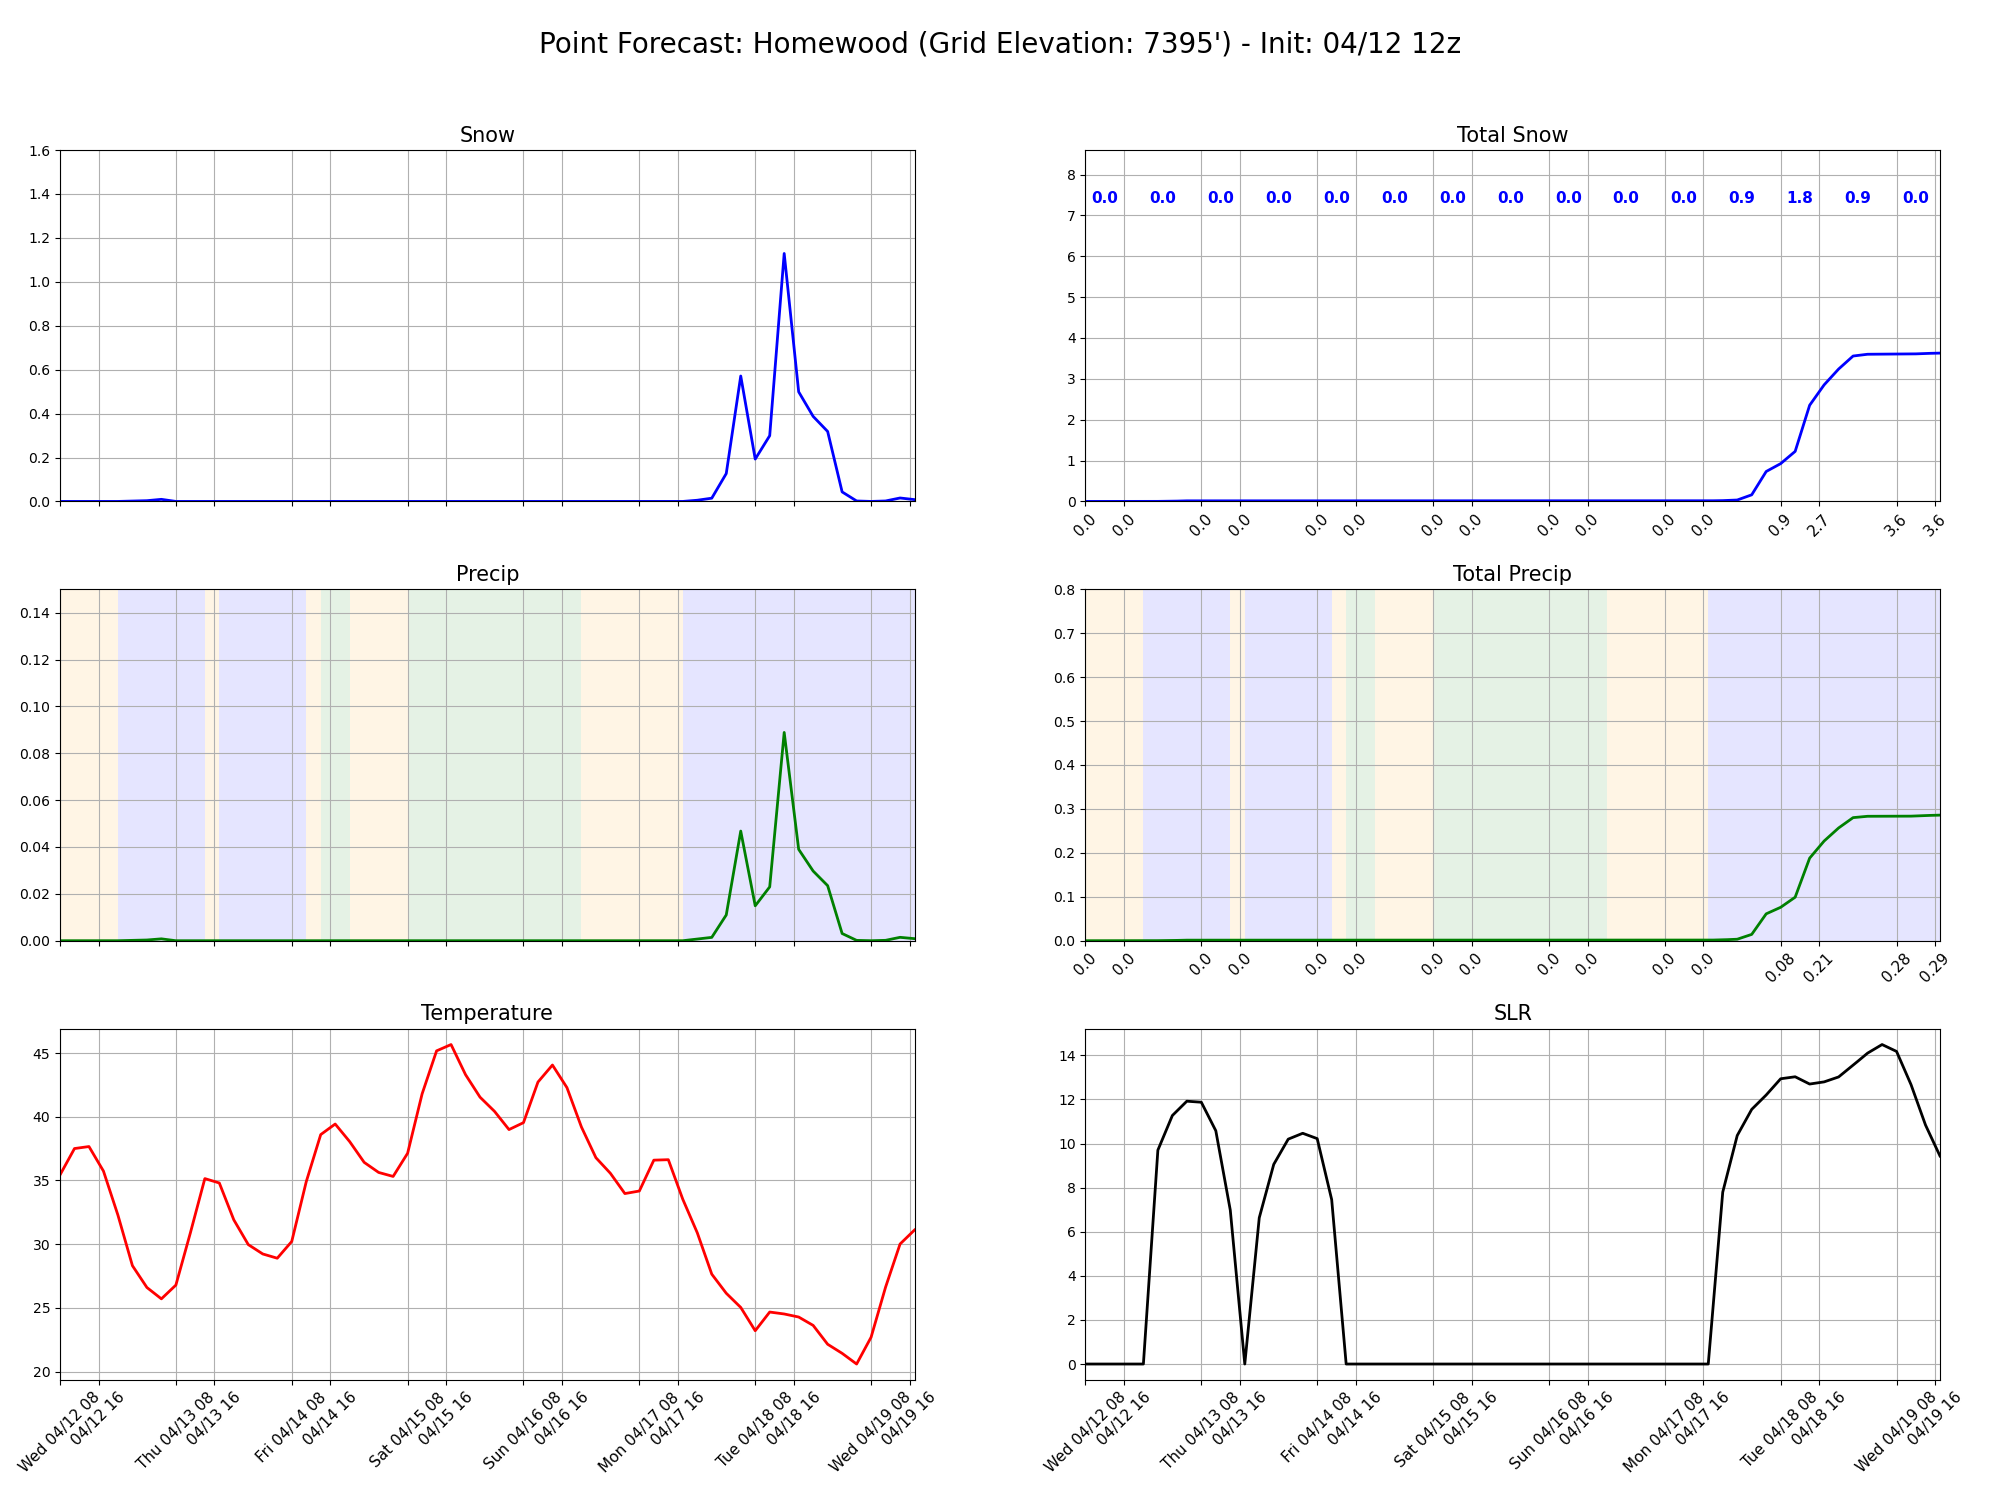 Point Forecast: Homewood (Grid Elevation: 7395') - Init: 04/12 12z
Snow
1.6
1.4
1.2
1.0
0.8
0.6
0.4
0.2
0.0
Total Snow
8
7
6
5
4
3
2
1
0
0.0 0.0 0.0 0.0 0.0 0.0 0.0 0.0 0.0 0.0 0.0 0.9 1.8 0.9 0.0
0.0 0.0 0.0 0.0 0.0 0.0 0.0 0.0 0.0 0.0 0.0 0.0 0.9 2.7 3.6 3.6
Precip
0.14
0.12
0.10
0.08
0.06
0.04
0.02
0.00
Total Precip
0.8
0.7
0.6
0.5
0.4
0.3
0.2
0.1
0.0
0.0 0.0 0.0 0.0 0.0 0.0 0.0 0.0 0.0 0.0 0.0 0.0 0.08 0.21 0.28 0.29
Temperature
45
40
35
30
25
20
Wed 04/12 08
04/12 16
Thu 04/13 08
04/13 16
Fri 04/14 08
04/14 16
Sat 04/15 08
04/15 16
Sun 04/16 08
04/16 16
Mon 04/17 08
04/17 16
Tue 04/18 08
04/18 16
Wed 04/19 08
04/19 16
SLR
14
12
10
8
6
4
2
0
Wed 04/12 08
04/12 16
Thu 04/13 08
04/13 16
Fri 04/14 08
04/14 16
Sat 04/15 08
04/15 16
Sun 04/16 08
04/16 16
Mon 04/17 08
04/17 16
Tue 04/18 08
04/18 16
Wed 04/19 08
04/19 16